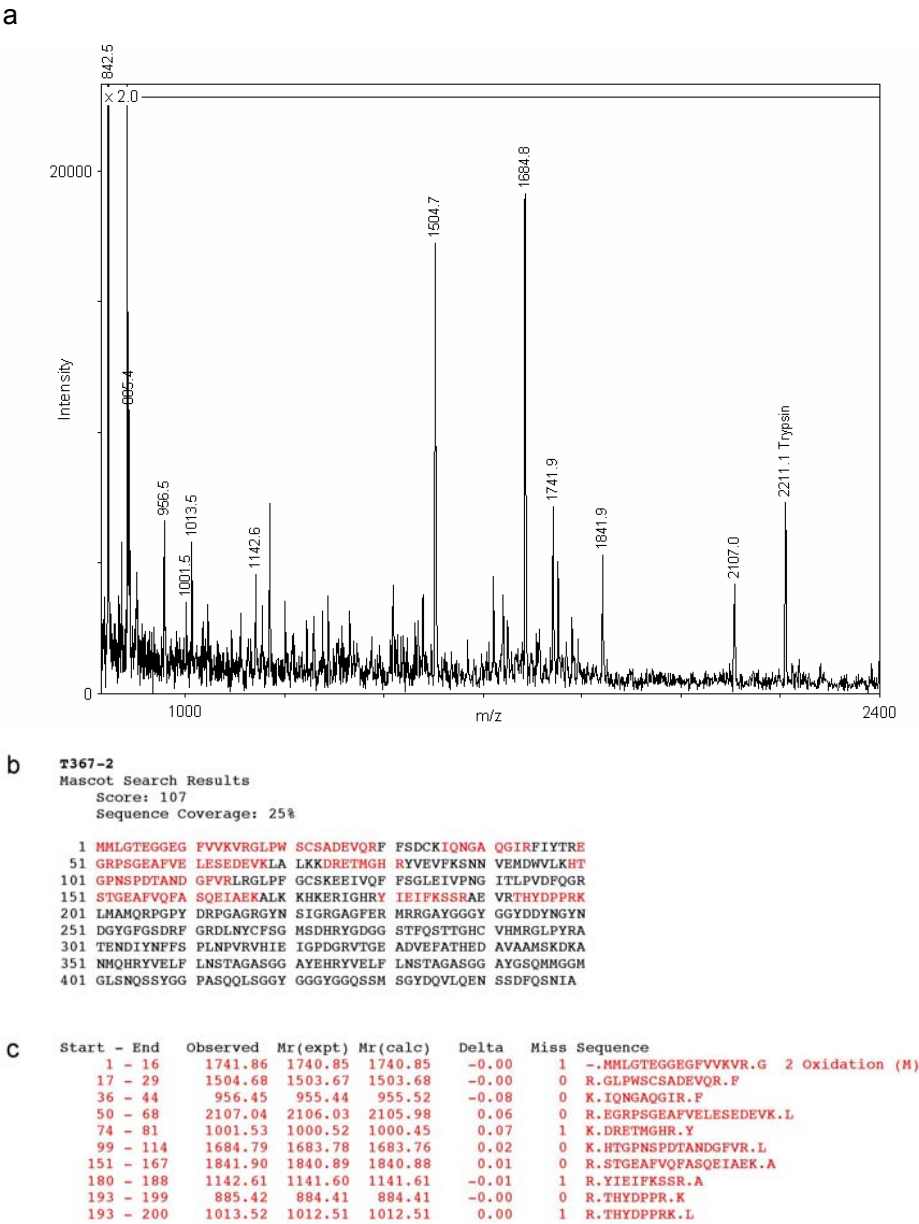 a
842.5
× 2.0
20000
Intensity
885.4
956.5
1001.5
1013.5
1142.6
1504.7
1684.8
1741.9
1841.9
2107.0
2211.1 Trypsin
0
1000
m/z
2400
b
T367-2
Mascot Search Results
Score: 107
Sequence Coverage: 25%
1 MMLGTEGGEG FVVKVRGLPW SCSADEVQRF FSDCKIQNGA QGIRFIYTRE
51 GRPSGEAFVE LESEDEVKLA LKKDRETMGH RYVEVFKSNN VEMDWVLKHT
101 GPNSPDTAND GFVRLRGLPF GCSKEEIVQF FSGLEIVPNG ITLPVDFQGR
151 STGEAFVQFA SQEIAEKALK KHKERIGHRY IEIFKSSRAE VRTHYDPPRK
201 LMAMQRPGPY DRPGAGRGYN SIGRGAGFER MRRGAYGGGY GGYDDYNGYN
251 DGYGFGSDRF GRDLNYCFSG MSDHRYGDGG STFQSTTGHC VHMRGLPYRA
301 TENDIYNFFS PLNPVRVHIE IGPDGRVTGE ADVEFATHED AVAAMSKDKA
351 NMQHRYVELF LNSTAGASGG AYEHRYVELF LNSTAGASGG AYGSQMMGGM
401 GLSNQSSYGG PASQQLSGGY GGGYGGQSSM SGYDQVLQEN SSDFQSNIA
c
Start - End Observed Mr(expt) Mr(calc) Delta Miss Sequence
1 - 16 1741.86 1740.85 1740.85 -0.00 1 -.MMLGTEGGEGFVVKVR.G 2 Oxidation (M)
17 - 29 1504.68 1503.67 1503.68 -0.00 0 R.GLPWSCSADEVQR.F
36 - 44 956.45 955.44 955.52 -0.08 0 K.IQNGAQGIR.F
50 - 68 2107.04 2106.03 2105.98 0.06 0 R.EGRPSGEAFVELESEDEVK.L
74 - 81 1001.53 1000.52 1000.45 0.07 1 K.DRETMGHR.Y
99 - 114 1684.79 1683.78 1683.76 0.02 0 K.HTGPNSPDTANDGFVR.L
151 - 167 1841.90 1840.89 1840.88 0.01 0 R.STGEAFVQFASQEIAEK.A
180 - 188 1142.61 1141.60 1141.61 -0.01 1 R.YIEIFKSSR.A
193 - 199 885.42 884.41 884.41 -0.00 0 R.THYDPPR.K
193 - 200 1013.52 1012.51 1012.51 0.00 1 R.THYDPPRK.L